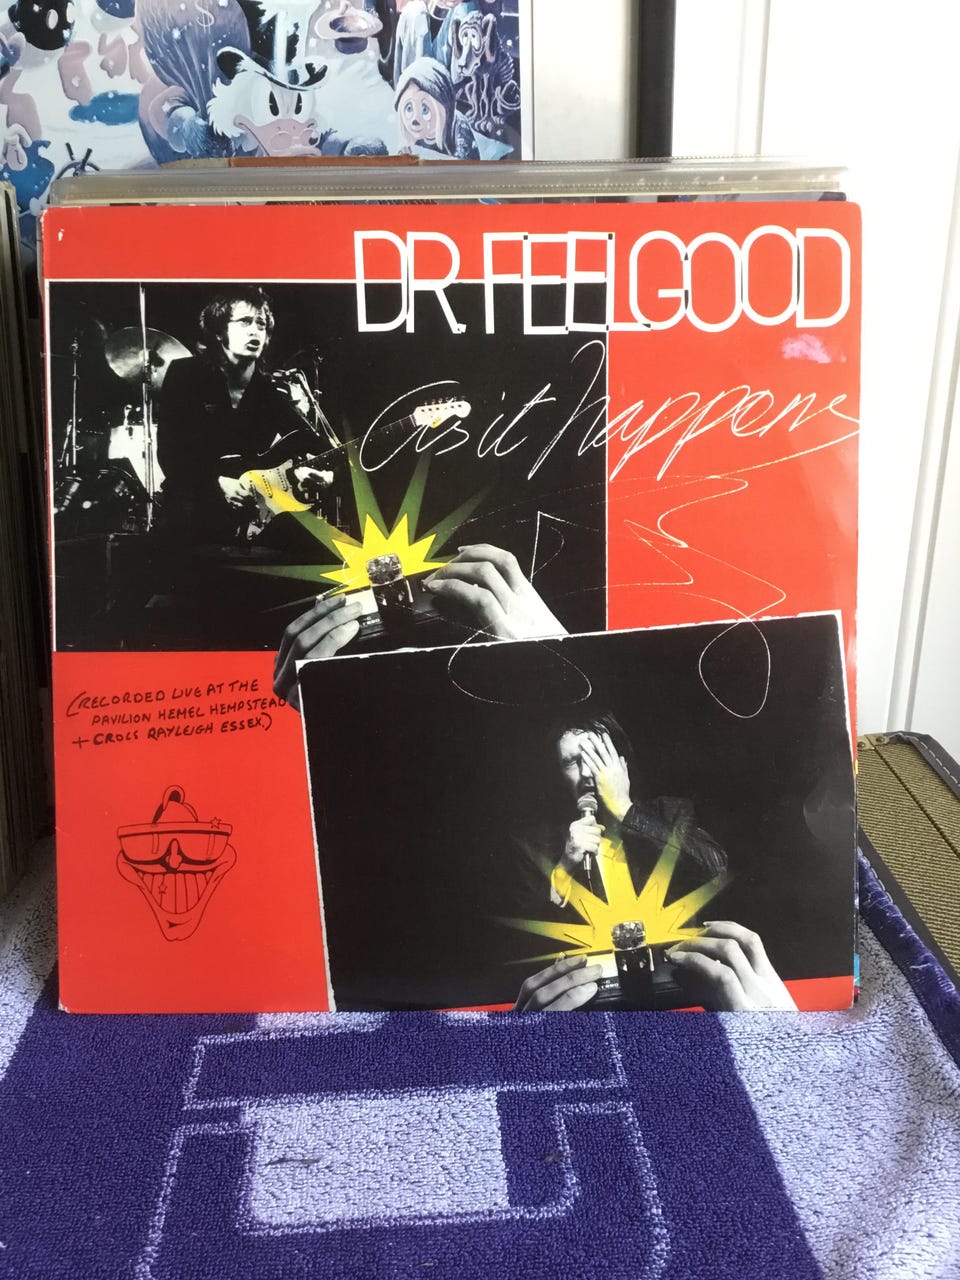 DR. FEELGOOD
as it happens
(RECORDED LIVE AT THE
PAVILION HEMEL HEMPSTEAD
+ CROCS RAYLEIGH ESSEX.)